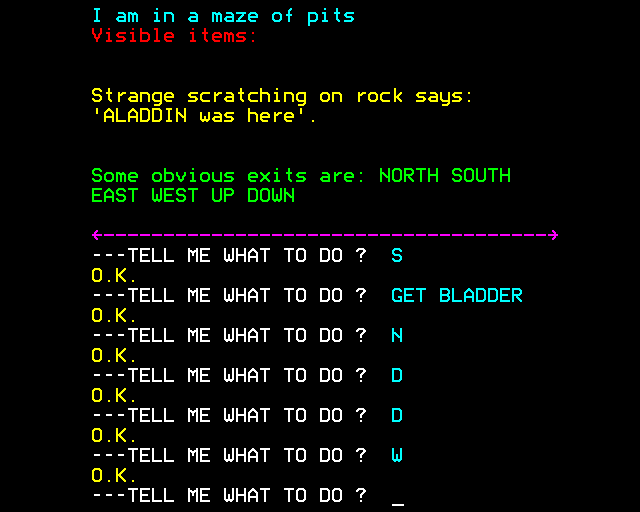 I am in a maze of pits
Visible items:
Strange scratching on rock says:
'ALADDIN was here'.
Some obvious exits are: NORTH SOUTH
EAST WEST UP DOWN
---TELL ME WHAT TO DO ? S
O.K.
---TELL ME WHAT TO DO ? GET BLADDER
O.K.
---TELL ME WHAT TO DO ? N
O.K.
---TELL ME WHAT TO DO ? D
O.K.
---TELL ME WHAT TO DO ? D
O.K.
---TELL ME WHAT TO DO ? W
O.K.
---TELL ME WHAT TO DO ? _